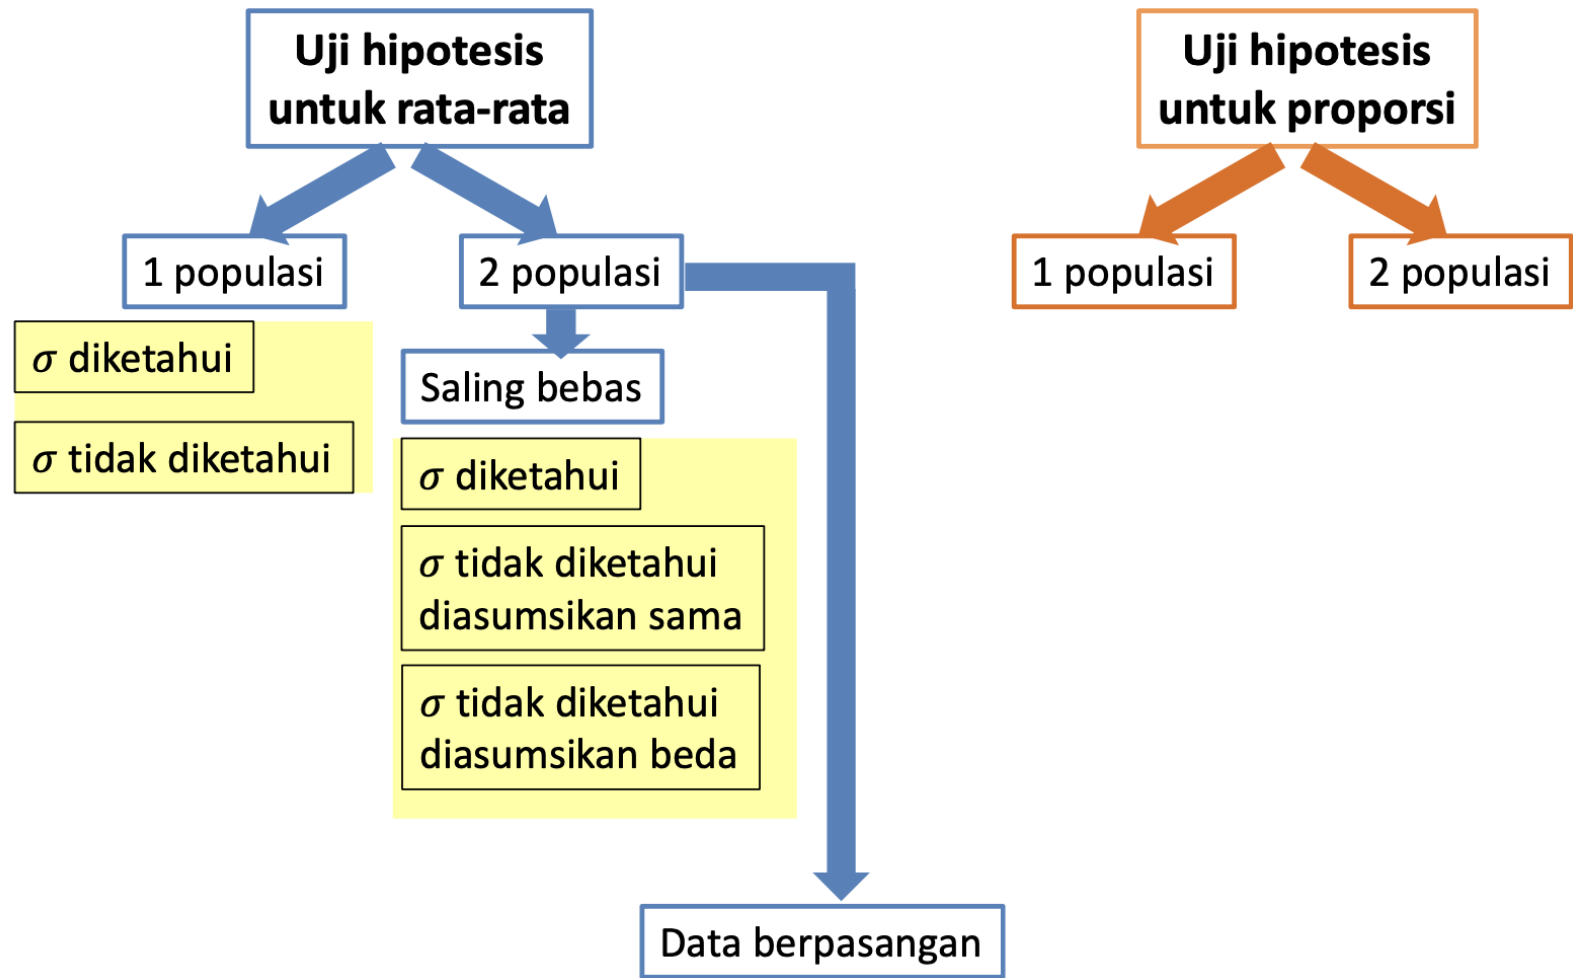 Uji hipotesis
untuk rata-rata
1 populasi
2 populasi
σ diketahui
σ tidak diketahui
Saling bebas
σ diketahui
σ tidak diketahui
diasumsikan sama
σ tidak diketahui
diasumsikan beda
Data berpasangan
Uji hipotesis
untuk proporsi
1 populasi
2 populasi